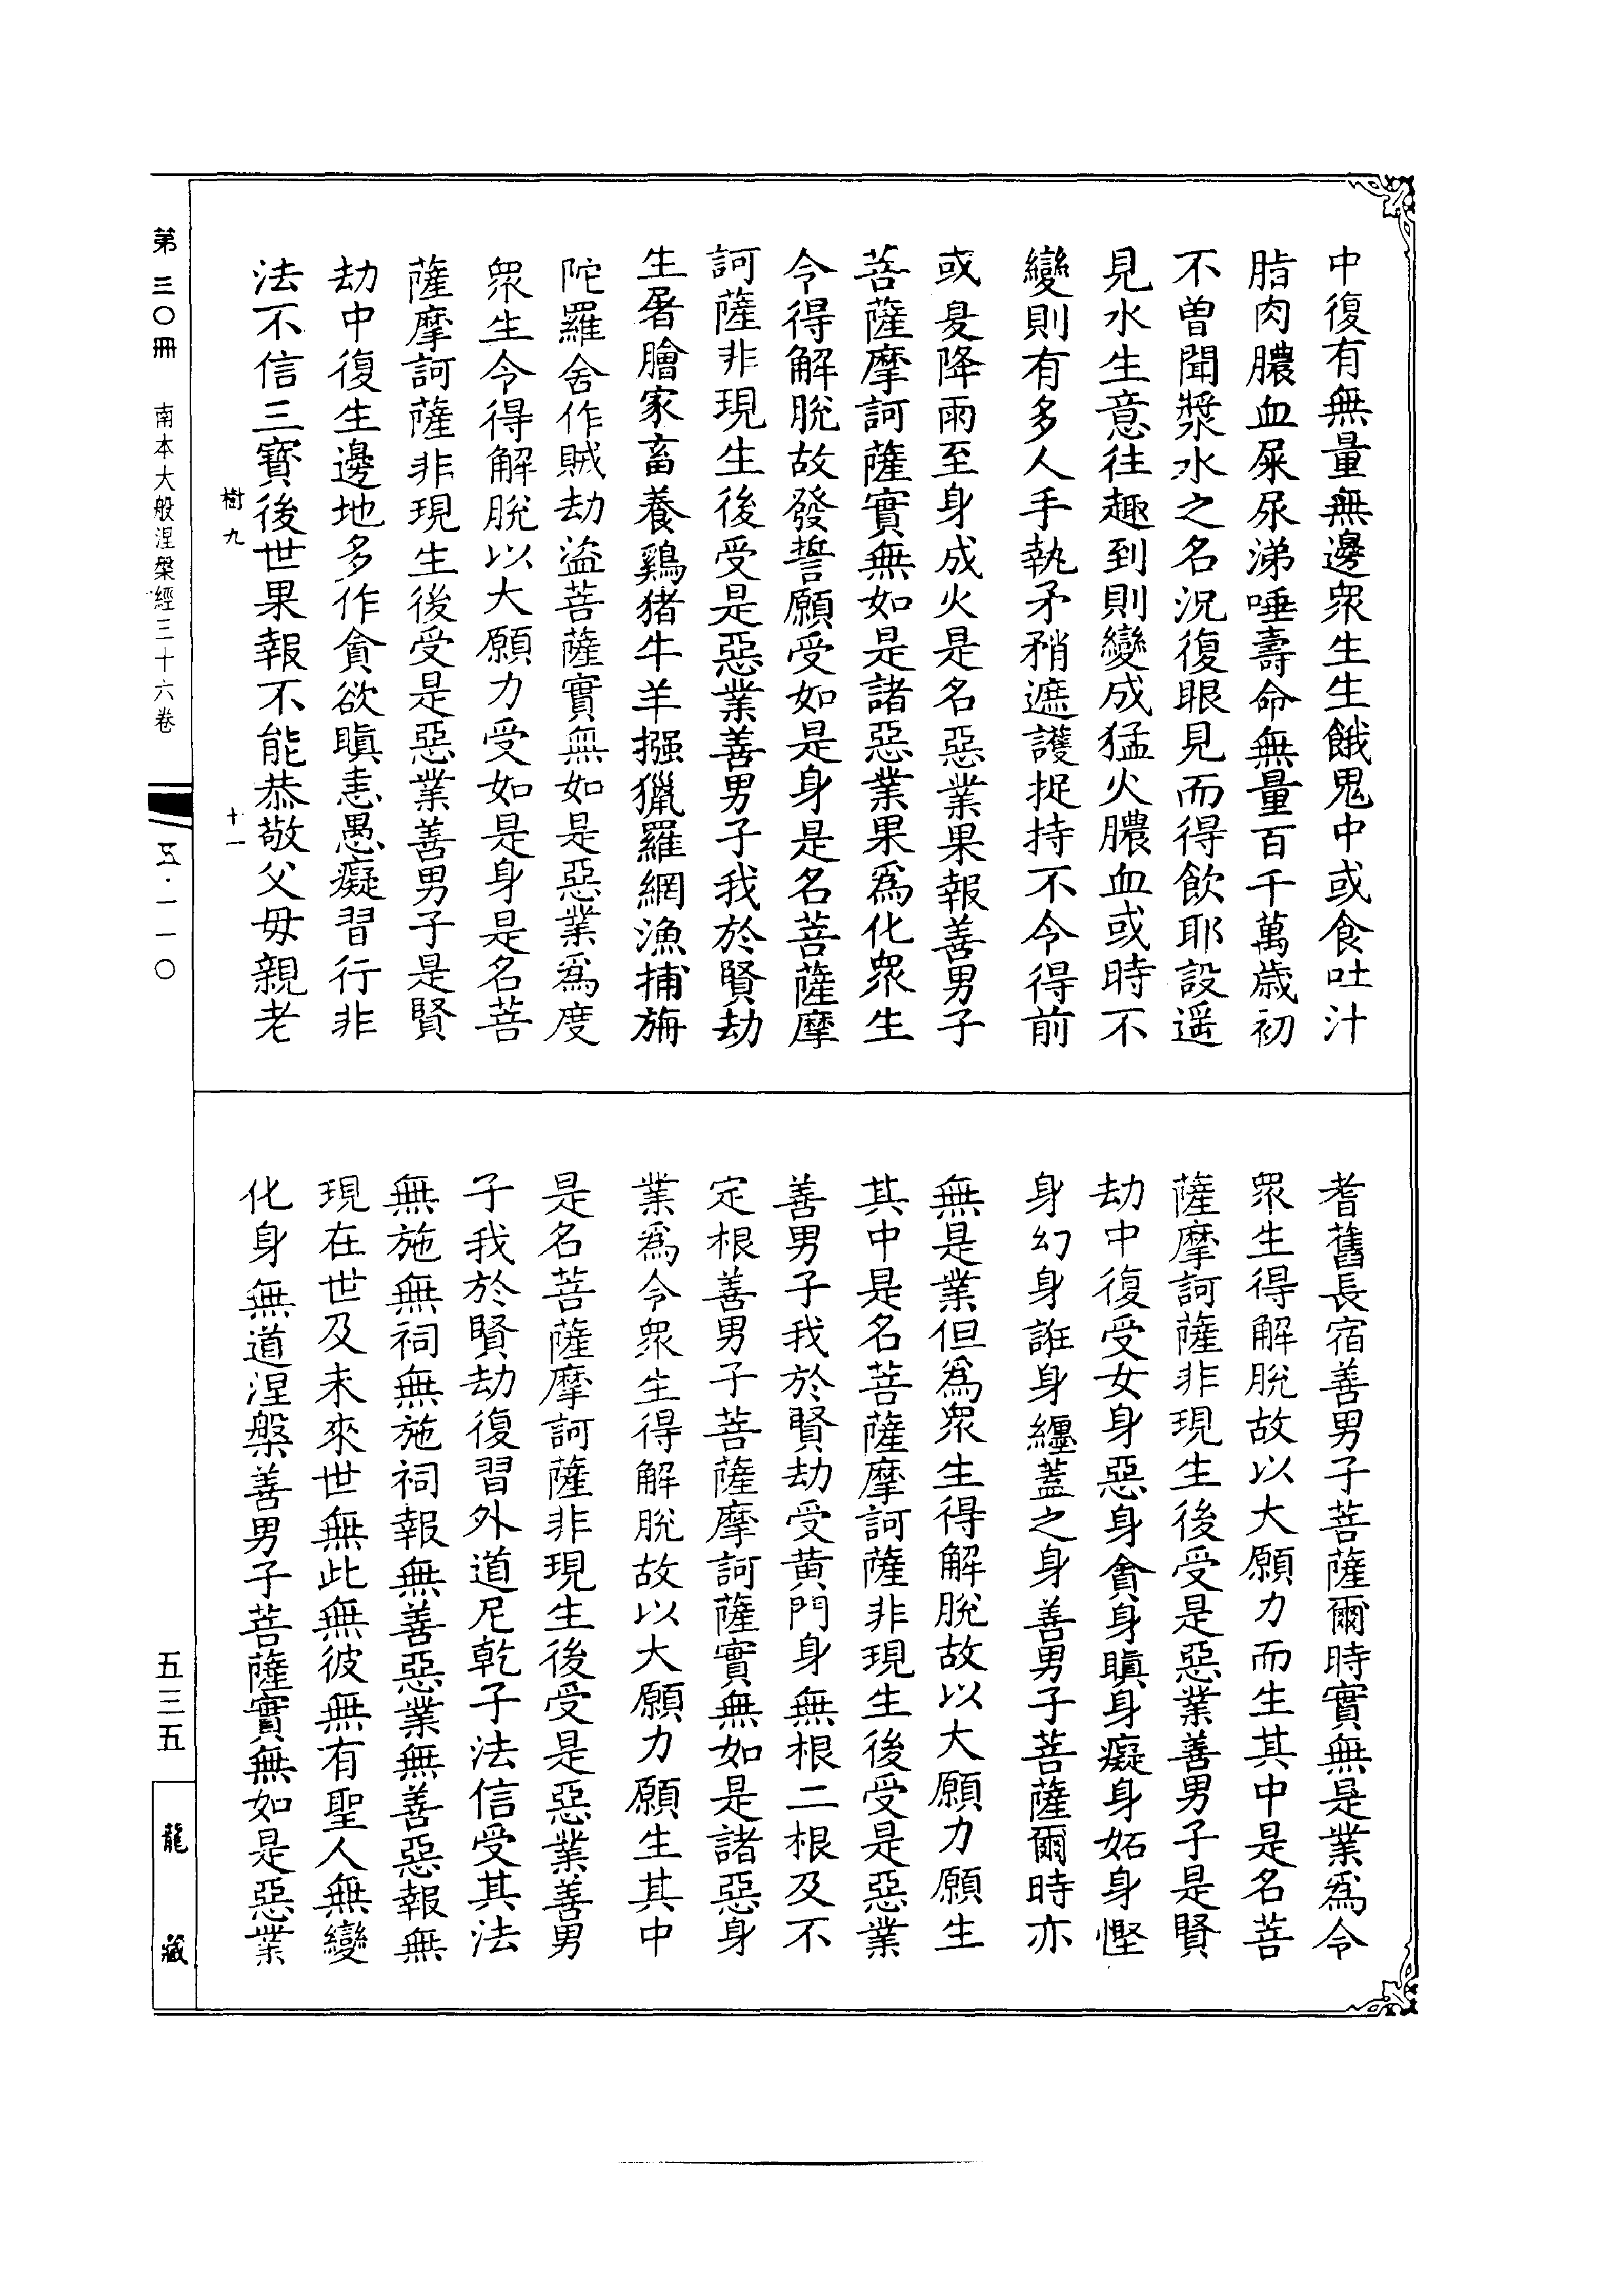 中復有無量無邊眾生生餓鬼中或食吐汁
脂肉膿血屎尿涕唾壽命無量百千萬歲初
不曽聞漿水之名況復眼見而得飲耶設遥
見水生意往趣到則變成猛火膿血或時不
變則有多人手執矛矟遮護捉持不令得前
或夏降雨至身成火是名惡業果報善男子
菩薩摩訶薩實無如是諸惡業果爲化眾生
令得解脫故發誓願受如是身是名菩薩摩
訶薩非現生後受是惡業善男子我於賢劫
生屠膾家畜養鷄猪牛羊摾獵羅網漁捕旃
陀羅舍作賊劫盜菩薩實無如是惡業爲度
眾生令得解脫以大願力受如是身是名菩
薩摩訶薩非現生後受是惡業善男子是賢
劫中復生邊地多作貪欲瞋恚愚癡習行非
法不信三寶後世果報不能恭敬父母親老
耆舊長宿善男子菩薩爾時實無是業爲令
眾生得解脫故以大願力而生其中是名菩
薩摩訶薩非現生後受是惡業善男子是賢
劫中復受女身惡身貪身瞋身癡身妬身慳
身幻身誑身纏蓋之身善男子菩薩爾時亦
無是業但爲眾生得解脫故以大願力願生
其中是名菩薩摩訶薩非現生後受是惡業
善男子我於賢劫受黄門身無根二根及不
定根善男子菩薩摩訶薩實無如是諸惡身
業爲令眾生得解脫故以大願力願生其中
是名菩薩摩訶薩非現生後受是惡業善男
子我於賢劫復習外道尼乾子法信受其法
無施無祠無施祠報無善惡業無善惡報無
現在世及未來世無此無彼無有聖人無變
化身無道涅槃善男子菩薩實無如是惡業
樹九
十一
第三〇冊
南本大般涅槃經三十六卷
五·一一〇
五三五
龍藏